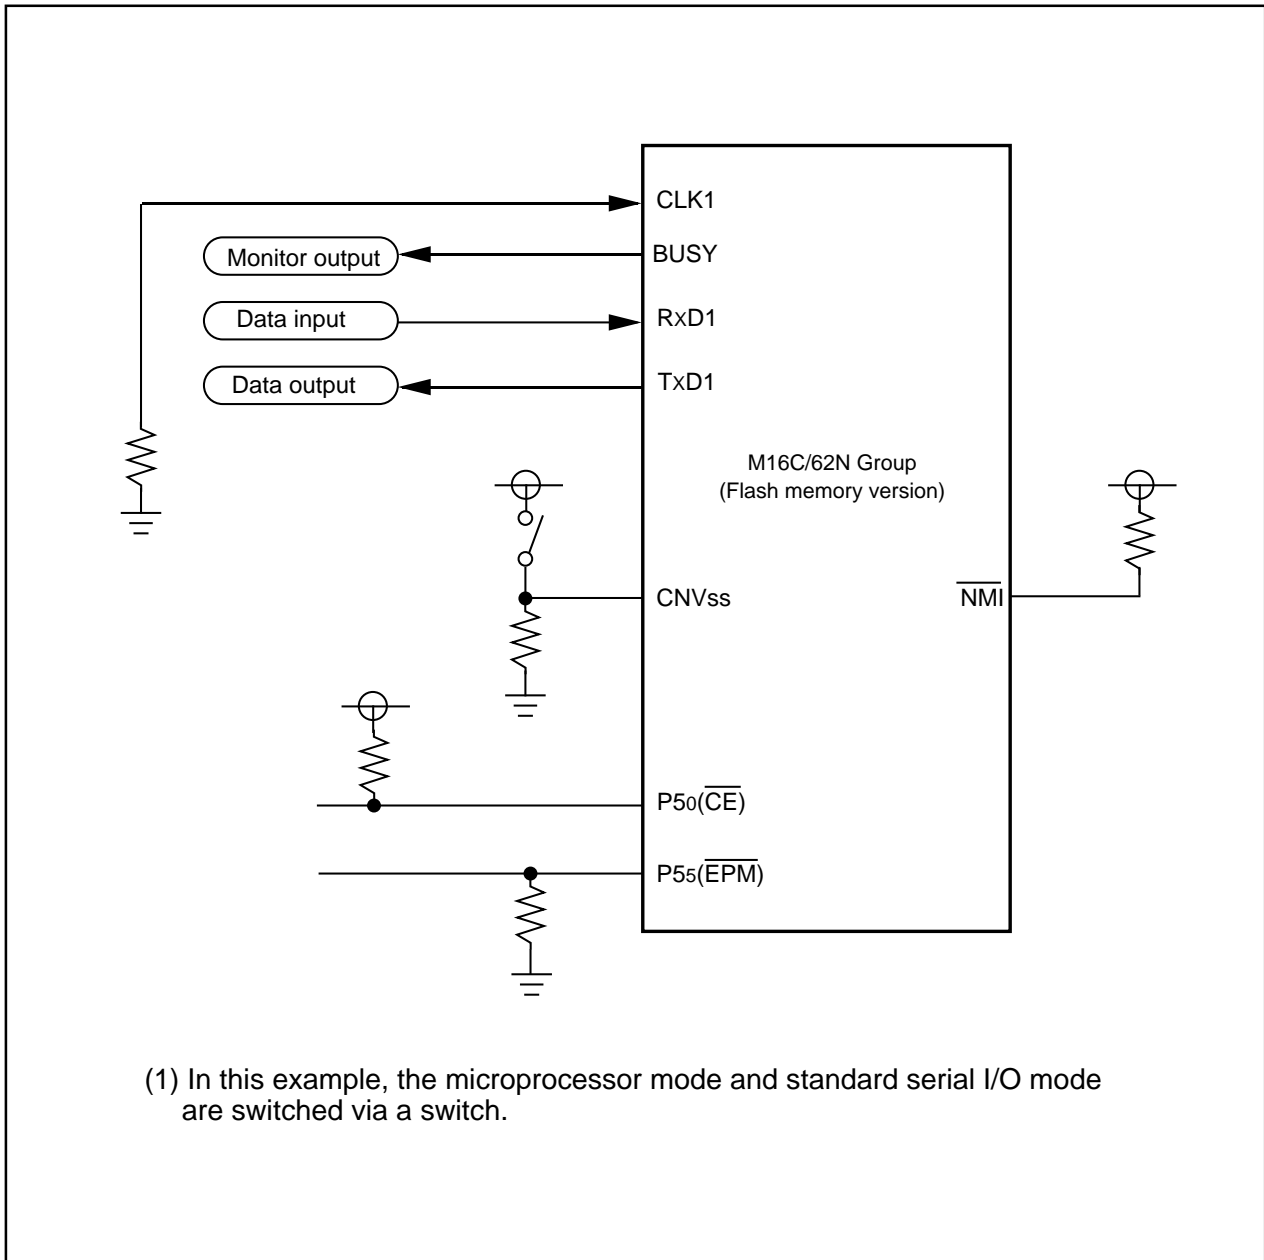 CLK1
Monitor output
BUSY
Data input
RxD1
Data output
TxD1
M16C/62N Group
(Flash memory version)
CNVss
NMI
P50(CE)
P55(EPM)
(1) In this example, the microprocessor mode and standard serial I/O mode
are switched via a switch.